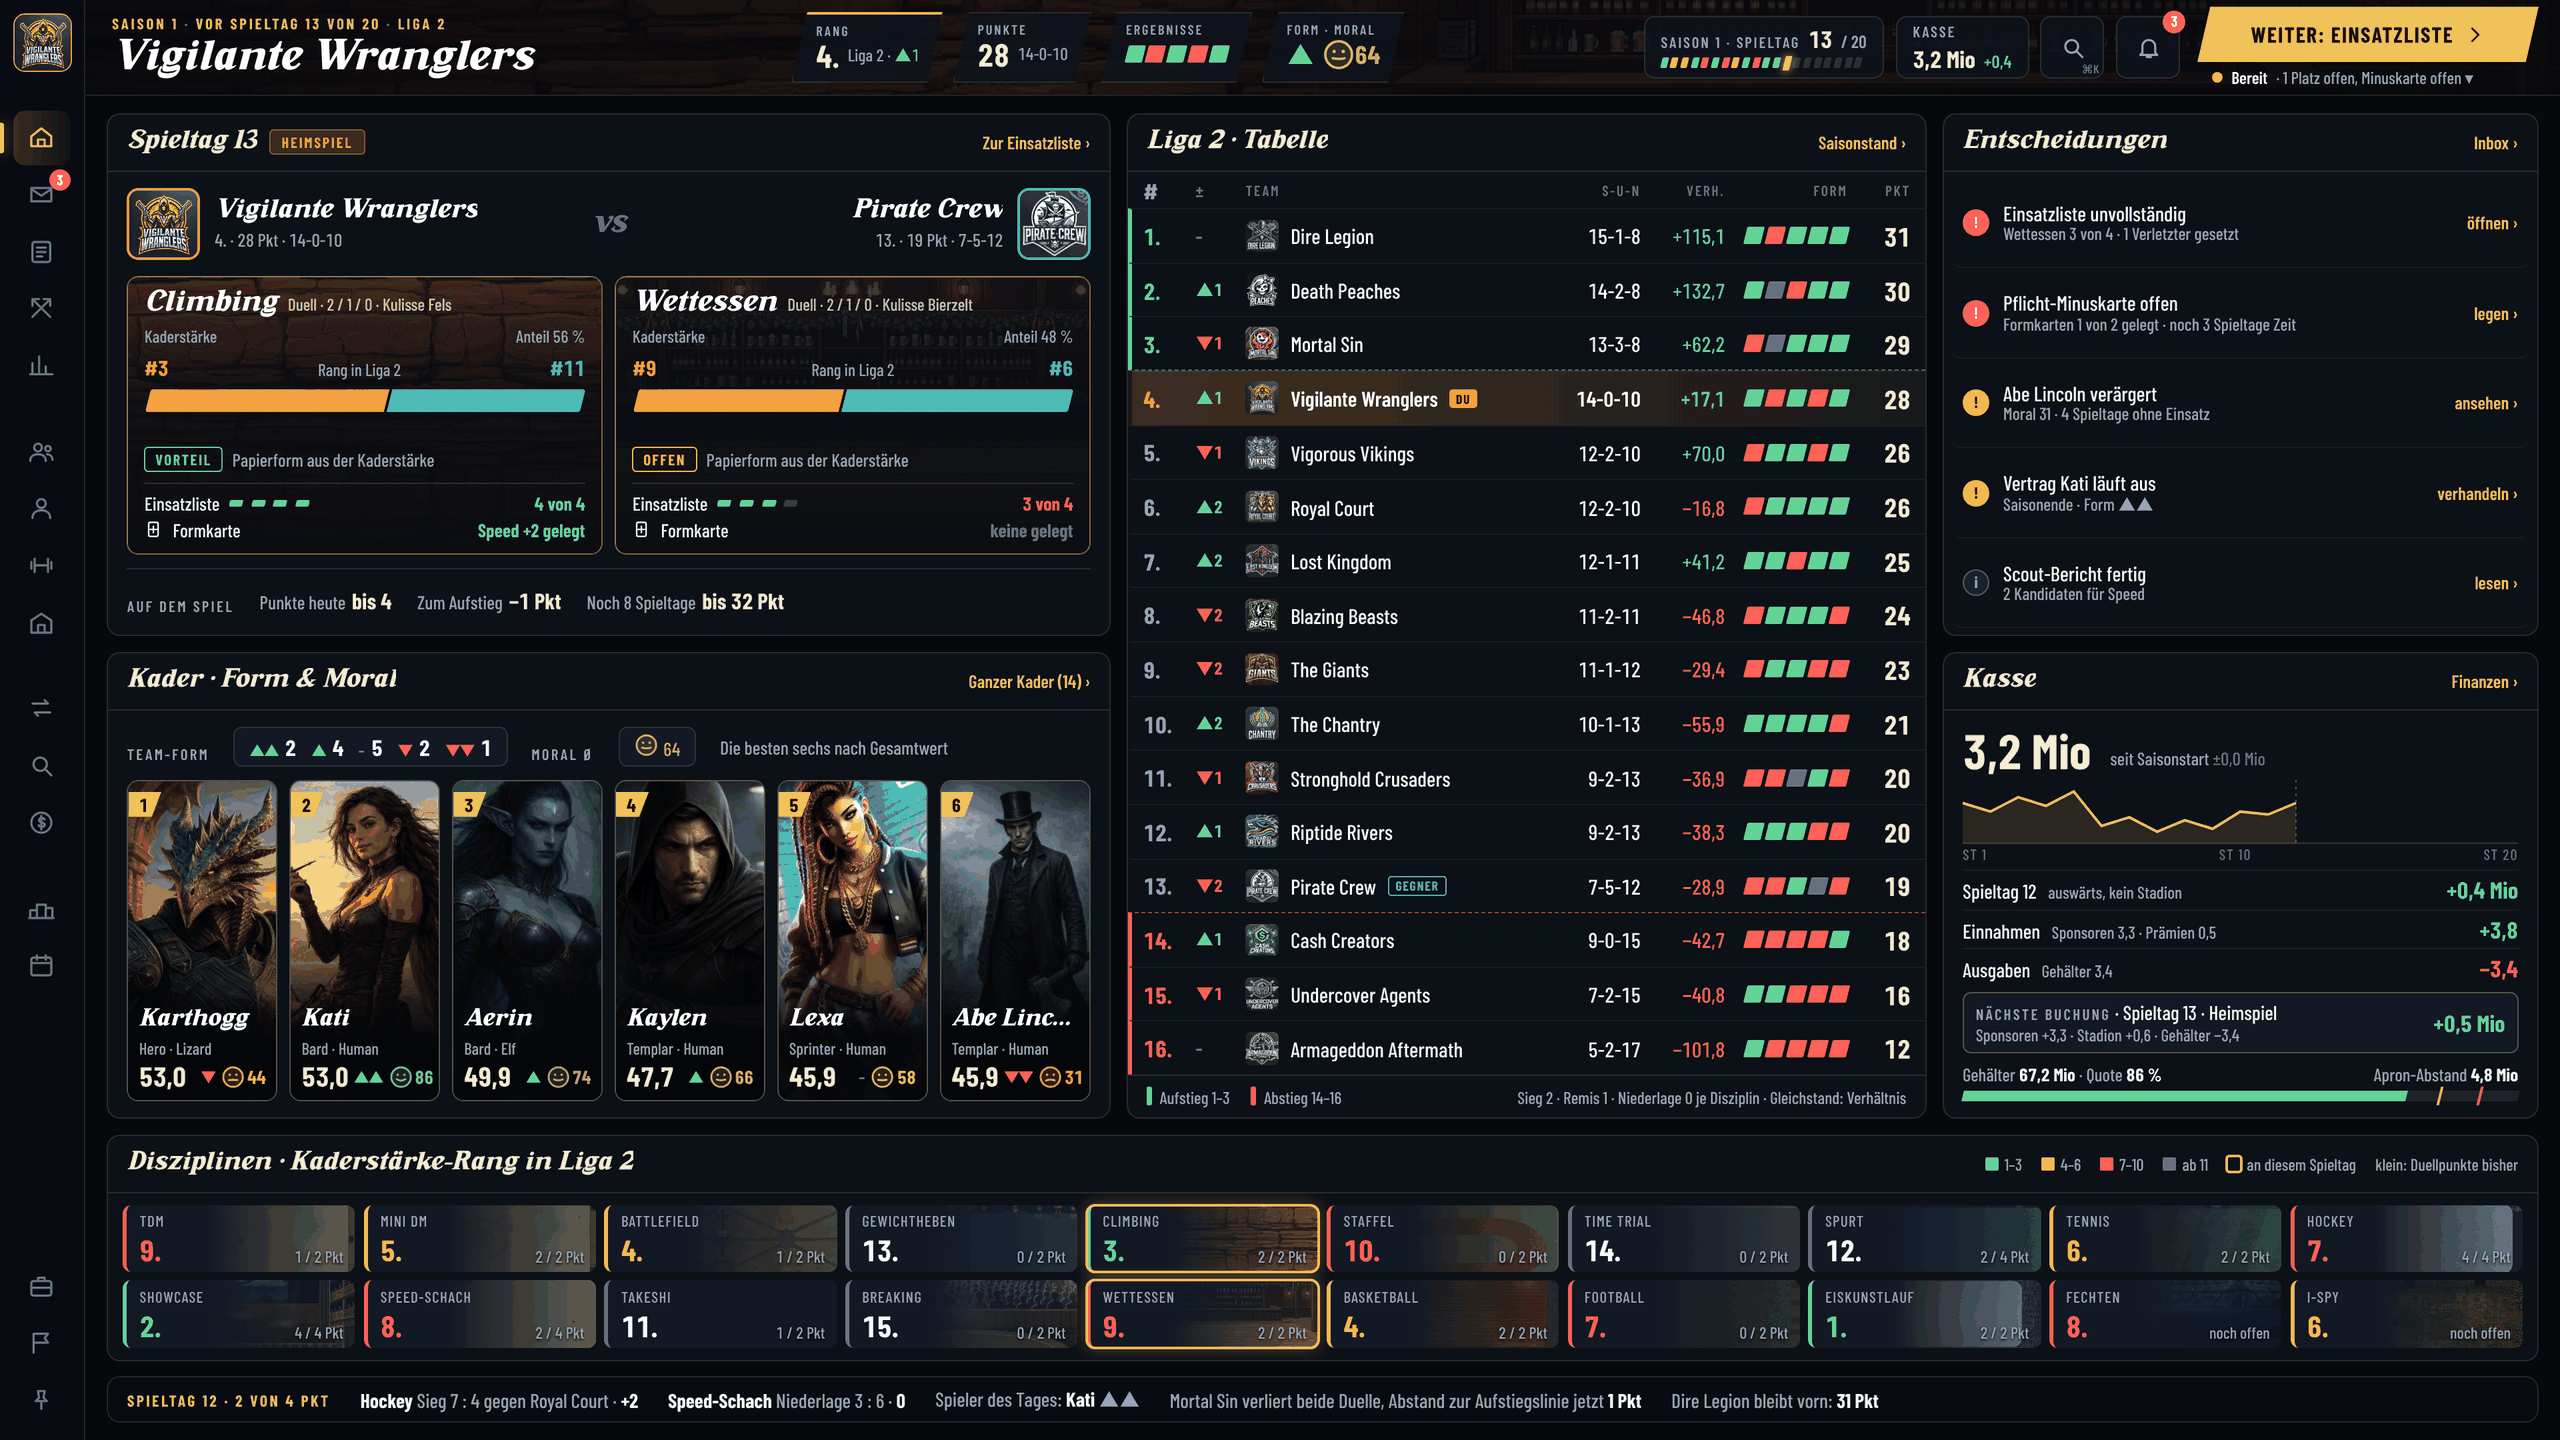 SAISON 1 · VOR SPIELTAG 13 VON 20 · LIGA 2
Vigilante Wranglers
RANG
4. Liga 2 · ▲1
PUNKTE
28 14-0-10
ERGEBNISSE
FORM · MORAL
▲ 64
SAISON 1 · SPIELTAG 13 / 20
KASSE
3,2 Mio +0,4
⌘K
3
WEITER: EINSATZLISTE
Bereit · 1 Platz offen, Minuskarte offen ▾
3
Spieltag 13 HEIMSPIEL
Zur Einsatzliste ›
Vigilante Wranglers
4. · 28 Pkt · 14-0-10
VS
Pirate Crew
13. · 19 Pkt · 7-5-12
Climbing Duell · 2 / 1 / 0 · Kulisse Fels
Kaderstärke Anteil 56 %
#3 Rang in Liga 2 #11
VORTEIL Papierform aus der Kaderstärke
Einsatzliste 4 von 4
Formkarte Speed +2 gelegt
Wettessen Duell · 2 / 1 / 0 · Kulisse Bierzelt
Kaderstärke Anteil 48 %
#9 Rang in Liga 2 #6
OFFEN Papierform aus der Kaderstärke
Einsatzliste 3 von 4
Formkarte keine gelegt
AUF DEM SPIEL Punkte heute bis 4 Zum Aufstieg −1 Pkt Noch 8 Spieltage bis 32 Pkt
Kader · Form & Moral
Ganzer Kader (14) ›
TEAM-FORM ▲▲ 2 ▲ 4 - 5 ▼ 2 ▼▼ 1 MORAL Ø 64 Die besten sechs nach Gesamtwert
1
Karthogg
Hero · Lizard
53,0 ▼ 44
2
Kati
Bard · Human
53,0 ▲▲ 86
3
Aerin
Bard · Elf
49,9 ▲ 74
4
Kaylen
Templar · Human
47,7 ▲ 66
5
Lexa
Sprinter · Human
45,9 - 58
6
Abe Linc...
Templar · Human
45,9 ▼▼ 31
Liga 2 · Tabelle
Saisonstand ›
# ± TEAM S-U-N VERH. FORM PKT
1. - Dire Legion 15-1-8 +115,1 31
2. ▲1 Death Peaches 14-2-8 +132,7 30
3. ▼1 Mortal Sin 13-3-8 +62,2 29
4. ▲1 Vigilante Wranglers DU 14-0-10 +17,1 28
5. ▼1 Vigorous Vikings 12-2-10 +70,0 26
6. ▲2 Royal Court 12-2-10 −16,8 26
7. ▲2 Lost Kingdom 12-1-11 +41,2 25
8. ▼2 Blazing Beasts 11-2-11 −46,8 24
9. ▼2 The Giants 11-1-12 −29,4 23
10. ▲2 The Chantry 10-1-13 −55,9 21
11. ▼1 Stronghold Crusaders 9-2-13 −36,9 20
12. ▲1 Riptide Rivers 9-2-13 −38,3 20
13. ▼2 Pirate Crew GEGNER 7-5-12 −28,9 19
14. ▲1 Cash Creators 9-0-15 −42,7 18
15. ▼1 Undercover Agents 7-2-15 −40,8 16
16. - Armageddon Aftermath 5-2-17 −101,8 12
Aufstieg 1–3 Abstieg 14–16 Sieg 2 · Remis 1 · Niederlage 0 je Disziplin · Gleichstand: Verhältnis
Entscheidungen
Inbox ›
Einsatzliste unvollständig
Wettessen 3 von 4 · 1 Verletzter gesetzt
öffnen ›
Pflicht-Minuskarte offen
Formkarten 1 von 2 gelegt · noch 3 Spieltage Zeit
legen ›
Abe Lincoln verärgert
Moral 31 · 4 Spieltage ohne Einsatz
ansehen ›
Vertrag Kati läuft aus
Saisonende · Form ▲▲
verhandeln ›
Scout-Bericht fertig
2 Kandidaten für Speed
lesen ›
Kasse
Finanzen ›
3,2 Mio seit Saisonstart ±0,0 Mio
ST 1 ST 10 ST 20
Spieltag 12 auswärts, kein Stadion +0,4 Mio
Einnahmen Sponsoren 3,3 · Prämien 0,5 +3,8
Ausgaben Gehälter 3,4 −3,4
NÄCHSTE BUCHUNG · Spieltag 13 · Heimspiel
Sponsoren +3,3 · Stadion +0,6 · Gehälter −3,4
+0,5 Mio
Gehälter 67,2 Mio · Quote 86 % Apron-Abstand 4,8 Mio
Disziplinen · Kaderstärke-Rang in Liga 2
1–3 4–6 7–10 ab 11 an diesem Spieltag klein: Duellpunkte bisher
TDM
9. 1 / 2 Pkt
MINI DM
5. 2 / 2 Pkt
BATTLEFIELD
4. 1 / 2 Pkt
GEWICHTHEBEN
13. 0 / 2 Pkt
CLIMBING
3. 2 / 2 Pkt
STAFFEL
10. 0 / 2 Pkt
TIME TRIAL
14. 0 / 2 Pkt
SPURT
12. 2 / 4 Pkt
TENNIS
6. 2 / 2 Pkt
HOCKEY
7. 4 / 4 Pkt
SHOWCASE
2. 4 / 4 Pkt
SPEED-SCHACH
8. 2 / 4 Pkt
TAKESHI
11. 1 / 2 Pkt
BREAKING
15. 0 / 2 Pkt
WETTESSEN
9. 2 / 2 Pkt
BASKETBALL
4. 2 / 2 Pkt
FOOTBALL
7. 0 / 2 Pkt
EISKUNSTLAUF
1. 2 / 2 Pkt
FECHTEN
8. noch offen
I-SPY
6. noch offen
SPIELTAG 12 · 2 VON 4 PKT Hockey Sieg 7 : 4 gegen Royal Court · +2 Speed-Schach Niederlage 3 : 6 · 0 Spieler des Tages: Kati ▲▲ Mortal Sin verliert beide Duelle, Abstand zur Aufstiegslinie jetzt 1 Pkt Dire Legion bleibt vorn: 31 Pkt